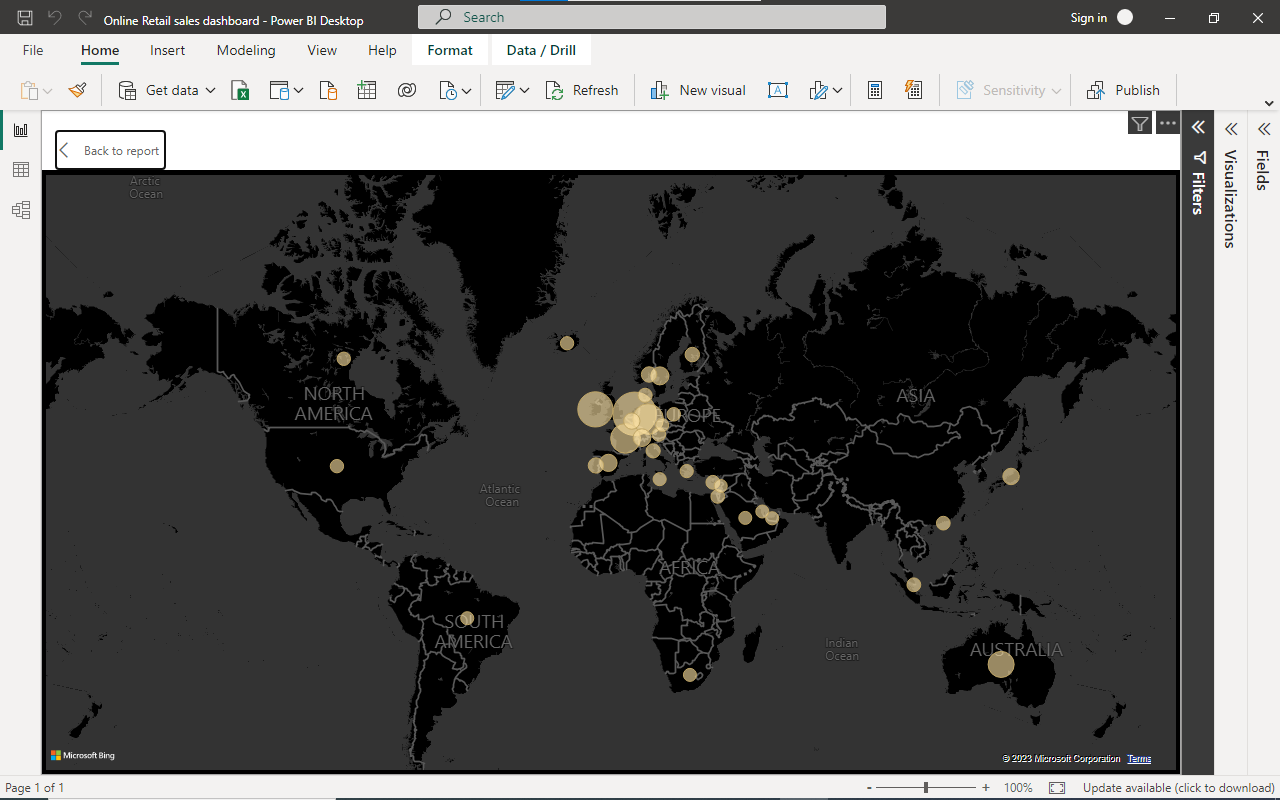 Online Retail sales dashboard - Power BI Desktop
Search
Sign in
File
Home
Insert
Modeling
View
Help
Format
Data / Drill
Get data
Refresh
New visual
Sensitivity
Publish
Back to report
Filters
Visualizations
Fields
Arctic
Ocean
NORTH
AMERICA
EUROPE
ASIA
Atlantic
Ocean
AFRICA
SOUTH
AMERICA
Indian
Ocean
AUSTRALIA
Microsoft Bing
© 2023 Microsoft Corporation Terms
Page 1 of 1
- + 100%
Update available (click to download)